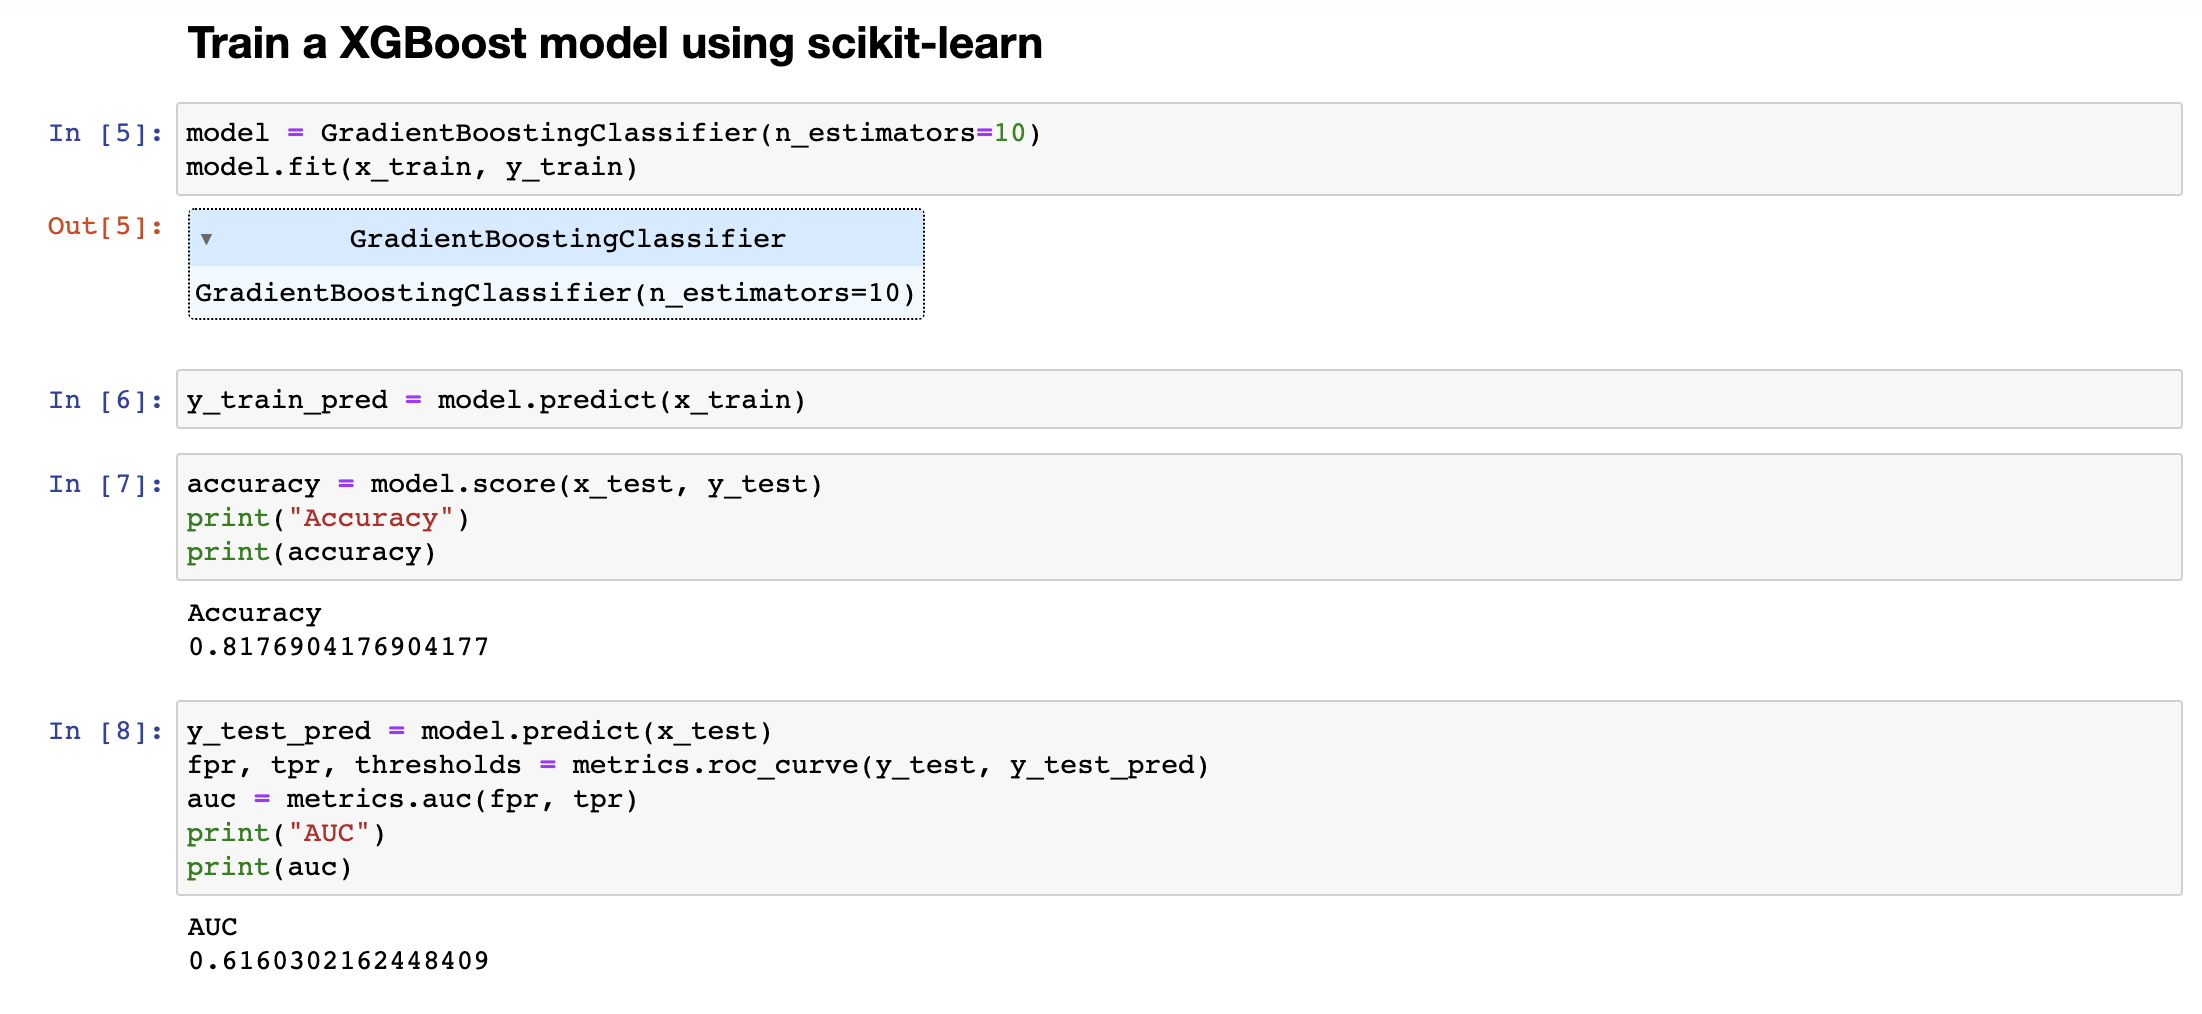 Train a XGBoost model using scikit-learn
In [5]: model = GradientBoostingClassifier(n_estimators=10)
model.fit(x_train, y_train)
Out[5]: ▼ GradientBoostingClassifier
GradientBoostingClassifier(n_estimators=10)
In [6]: y_train_pred = model.predict(x_train)
In [7]: accuracy = model.score(x_test, y_test)
print("Accuracy")
print(accuracy)
Accuracy
0.8176904176904177
In [8]: y_test_pred = model.predict(x_test)
fpr, tpr, thresholds = metrics.roc_curve(y_test, y_test_pred)
auc = metrics.auc(fpr, tpr)
print("AUC")
print(auc)
AUC
0.6160302162448409